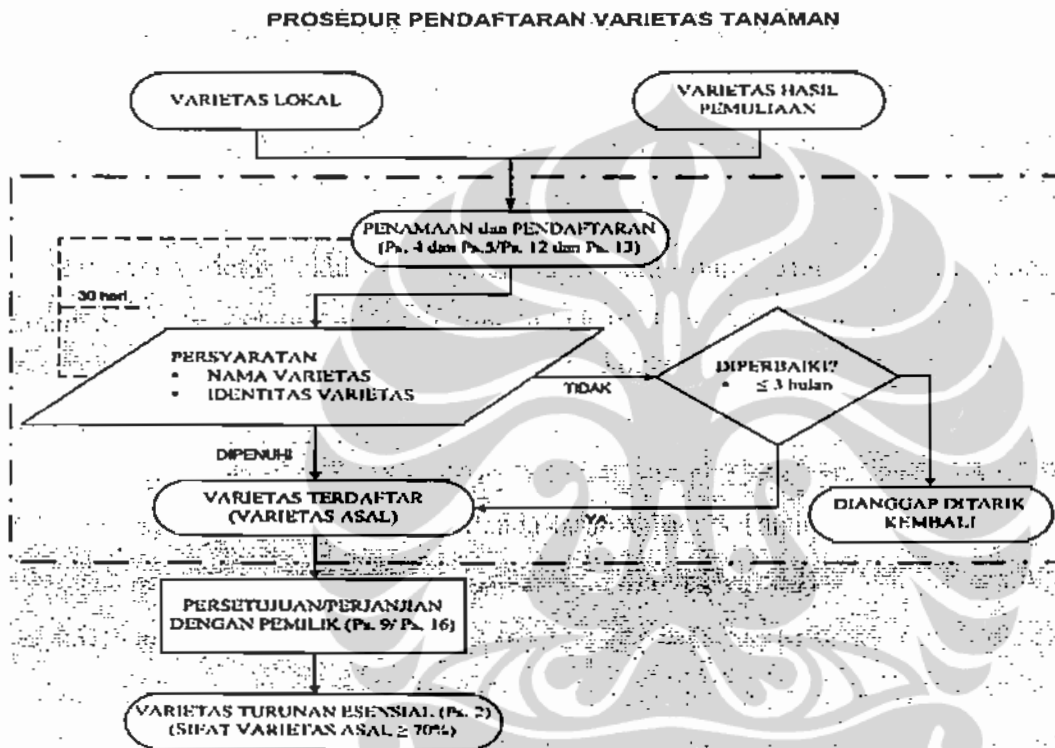 PROSEDUR PENDAFTARAN VARIETAS TANAMAN
VARIETAS LOKAL
VARIETAS HASIL
PEMULIAAN
PENAMAAN dan PENDAFTARAN
(Ps. 4 dan Ps.5/Ps. 12 dan Ps. 13)
30 hari
PERSYARATAN
• NAMA VARIETAS
• IDENTITAS VARIETAS
TIDAK
DIPERBAIKI?
• ≤ 3 bulan
DIPENUHI
VARIETAS TERDAFTAR
(VARIETAS ASAL)
YA
DIANGGAP DITARIK
KEMBALI
PERSETUJUAN/PERJANJIAN
DENGAN PEMILIK (Ps. 9/ Ps. 16)
VARIETAS TURUNAN ESENSIAL (Ps. 2)
(SIFAT VARIETAS ASAL ≥ 70%)